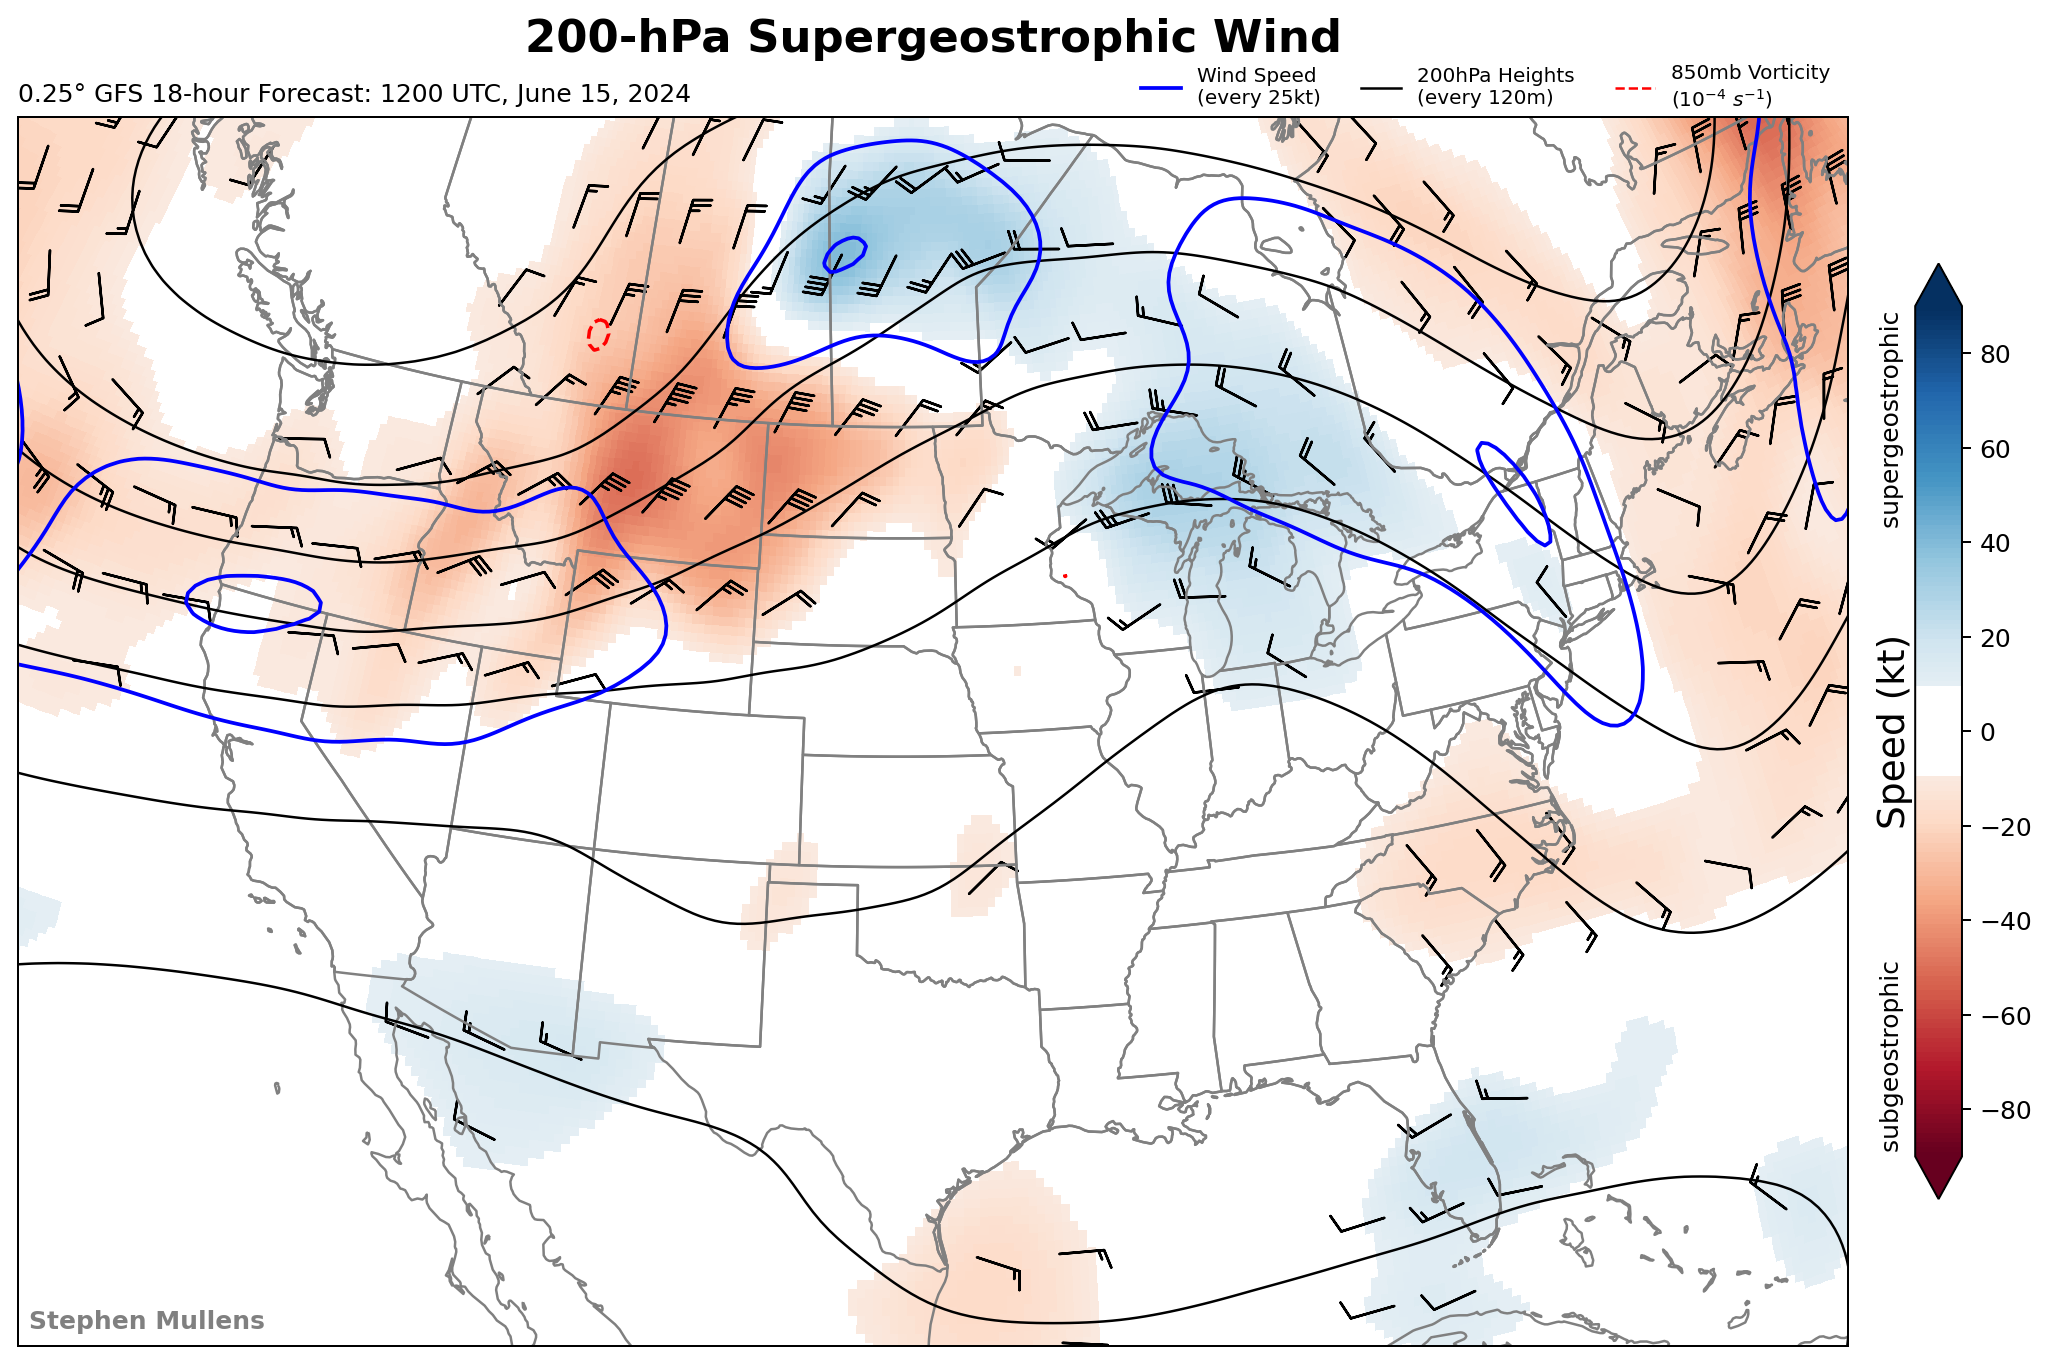 200-hPa Supergeostrophic Wind
0.25° GFS 18-hour Forecast: 1200 UTC, June 15, 2024
Wind Speed
(every 25kt)
200hPa Heights
(every 120m)
850mb Vorticity
(10⁻⁴ s⁻¹)
supergeostrophic
Speed (kt)
subgeostrophic
80
60
40
20
0
−20
−40
−60
−80
Stephen Mullens